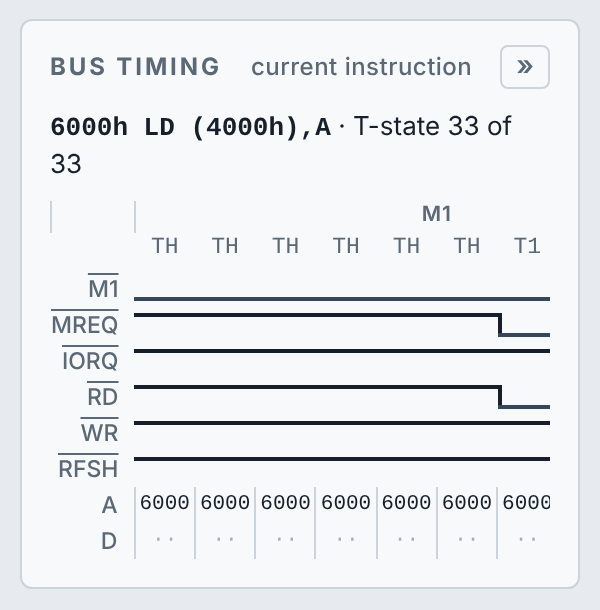 BUS TIMING current instruction »
6000h LD (4000h),A · T-state 33 of
33
M1
TH TH TH TH TH TH T1
M1
MREQ
IORQ
RD
WR
RFSH
A 6000 6000 6000 6000 6000 6000 6000
D ·· ·· ·· ·· ·· ·· ··